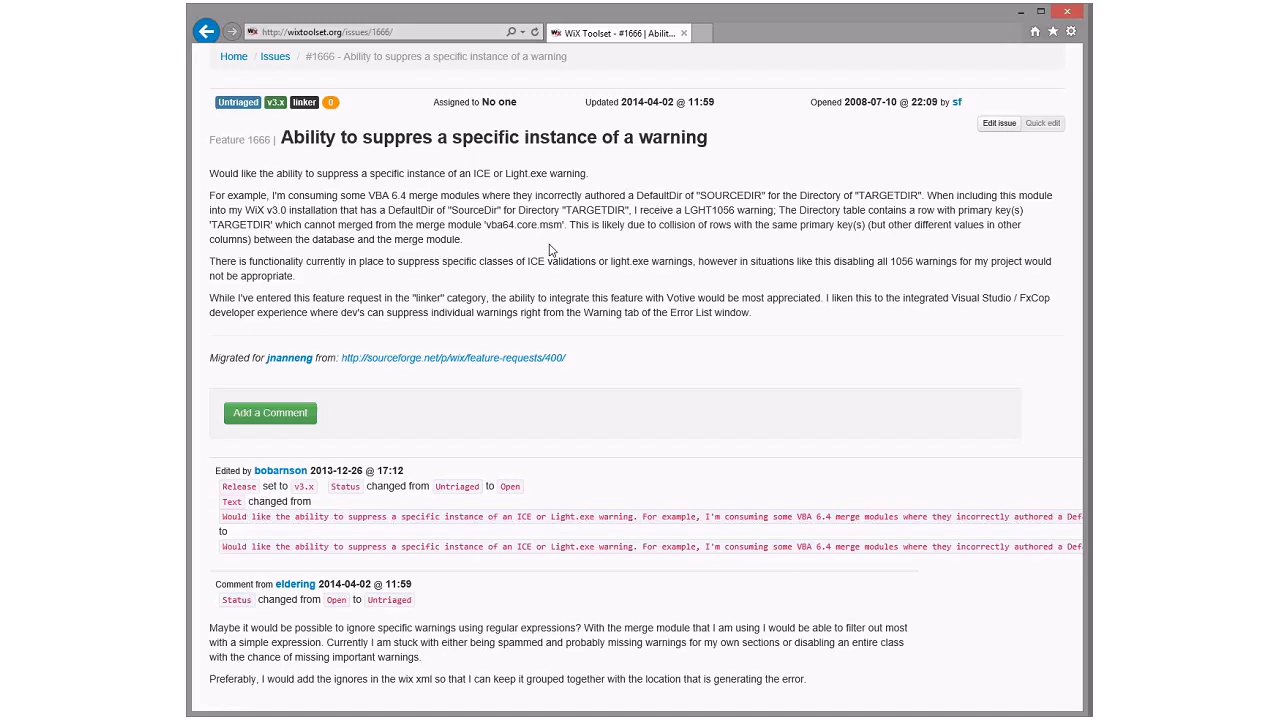 http://wixtoolset.org/issues/1666/
WiX Toolset - #1666 | Abilit...
Home / Issues / #1666 - Ability to suppres a specific instance of a warning
Untriaged v3.x linker 0 Assigned to No one Updated 2014-04-02 @ 11:59 Opened 2008-07-10 @ 22:09 by sf
Edit issue Quick edit
Feature 1666 | Ability to suppres a specific instance of a warning
Would like the ability to suppress a specific instance of an ICE or Light.exe warning.
For example, I'm consuming some VBA 6.4 merge modules where they incorrectly authored a DefaultDir of "SOURCEDIR" for the Directory of "TARGETDIR". When including this module
into my WiX v3.0 installation that has a DefaultDir of "SourceDir" for Directory "TARGETDIR", I receive a LGHT1056 warning; The Directory table contains a row with primary key(s)
'TARGETDIR' which cannot merged from the merge module 'vba64.core.msm'. This is likely due to collision of rows with the same primary key(s) (but other different values in other
columns) between the database and the merge module.
There is functionality currently in place to suppress specific classes of ICE validations or light.exe warnings, however in situations like this disabling all 1056 warnings for my project would
not be appropriate.
While I've entered this feature request in the "linker" category, the ability to integrate this feature with Votive would be most appreciated. I liken this to the integrated Visual Studio / FxCop
developer experience where dev's can suppress individual warnings right from the Warning tab of the Error List window.
Migrated for jnanneng from: http://sourceforge.net/p/wix/feature-requests/400/
Add a Comment
Edited by bobarnson 2013-12-26 @ 17:12
Release set to v3.x Status changed from Untriaged to Open
Text changed from
Would like the ability to suppress a specific instance of an ICE or Light.exe warning. For example, I'm consuming some VBA 6.4 merge modules where they incorrectly authored a Def
to
Would like the ability to suppress a specific instance of an ICE or Light.exe warning. For example, I'm consuming some VBA 6.4 merge modules where they incorrectly authored a Def
Comment from eldering 2014-04-02 @ 11:59
Status changed from Open to Untriaged
Maybe it would be possible to ignore specific warnings using regular expressions? With the merge module that I am using I would be able to filter out most
with a simple expression. Currently I am stuck with either being spammed and probably missing warnings for my own sections or disabling an entire class
with the chance of missing important warnings.
Preferably, I would add the ignores in the wix xml so that I can keep it grouped together with the location that is generating the error.